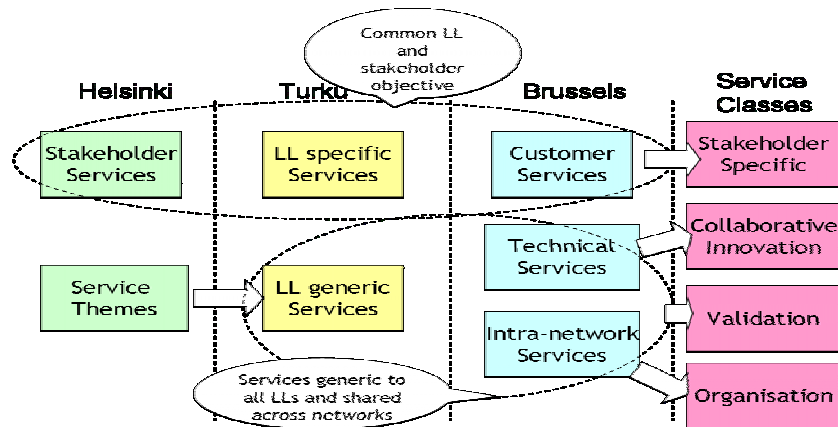 Common LL
and
stakeholder
objective
Helsinki
Turku
Brussels
Service
Classes
Stakeholder
Services
LL specific
Services
Customer
Services
Stakeholder
Specific
Technical
Services
Collaborative
Innovation
Service
Themes
LL generic
Services
Intra-network
Services
Validation
Services generic to
all LLs and shared
across networks
Organisation